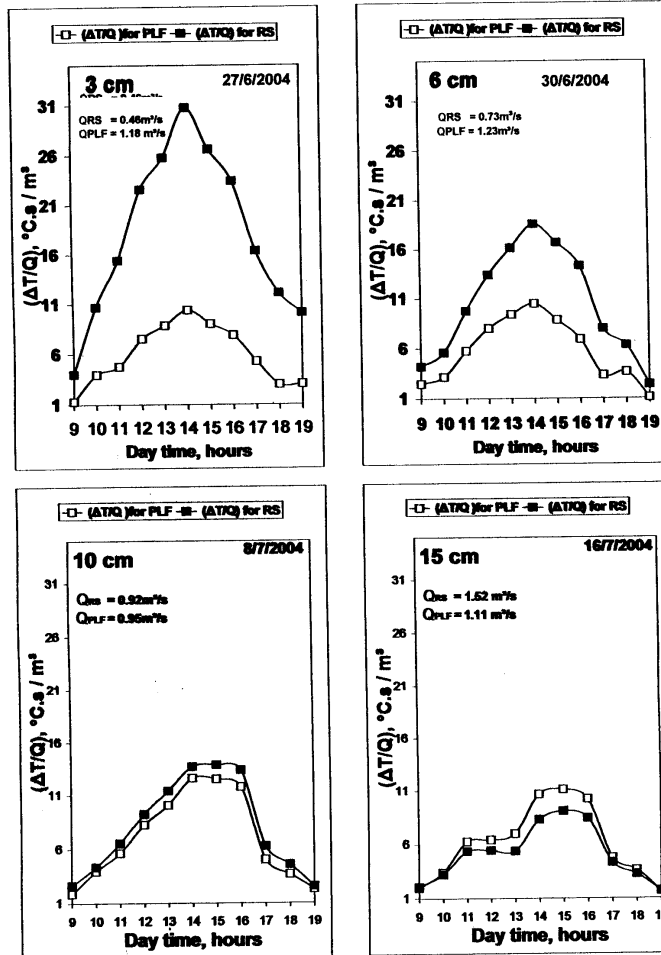 (ΔT/Q )for PLF (ΔT/Q) for RS
3 cm 27/6/2004
QRS = 0.46m³/s
QPLF = 1.18 m³/s
(ΔT/Q), °C.s / m³
31
26
21
16
11
6
1
9 10 11 12 13 14 15 16 17 18 19
Day time, hours
(ΔT/Q )for PLF (ΔT/Q) for RS
6 cm 30/6/2004
QRS = 0.73m³/s
QPLF = 1.23m³/s
(ΔT/Q), °C.s / m³
31
26
21
16
11
6
1
9 10 11 12 13 14 15 16 17 18 19
Day time, hours
(ΔT/Q )for PLF (ΔT/Q) for RS
10 cm 8/7/2004
QRS = 0.92m³/s
QPLF = 0.95m³/s
(ΔT/Q), °C.s / m³
31
26
21
16
11
6
1
9 10 11 12 13 14 15 16 17 18 19
Day time, hours
(ΔT/Q )for PLF (ΔT/Q) for RS
15 cm 16/7/2004
QRS = 1.52 m³/s
QPLF = 1.11 m³/s
(ΔT/Q), °C.s / m³
31
26
21
16
11
6
1
9 10 11 12 13 14 15 16 17 18
Day time, hours